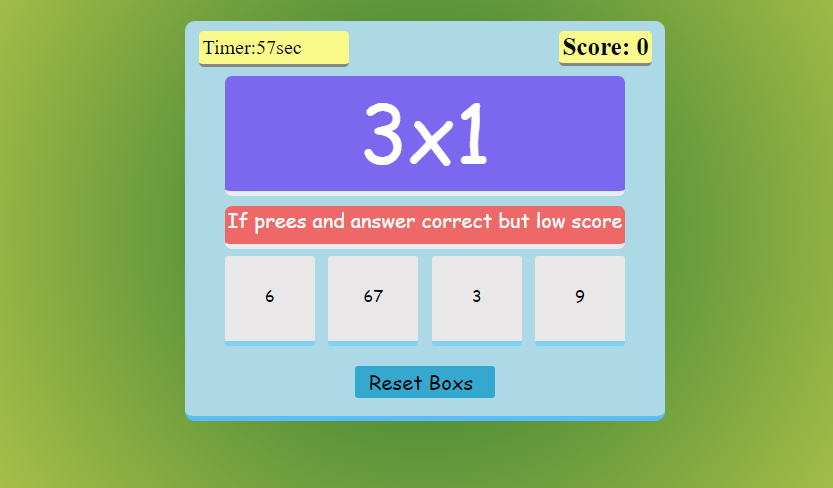 Timer:57sec
Score: 0
3x1
If prees and answer correct but low score
6
67
3
9
Reset Boxs